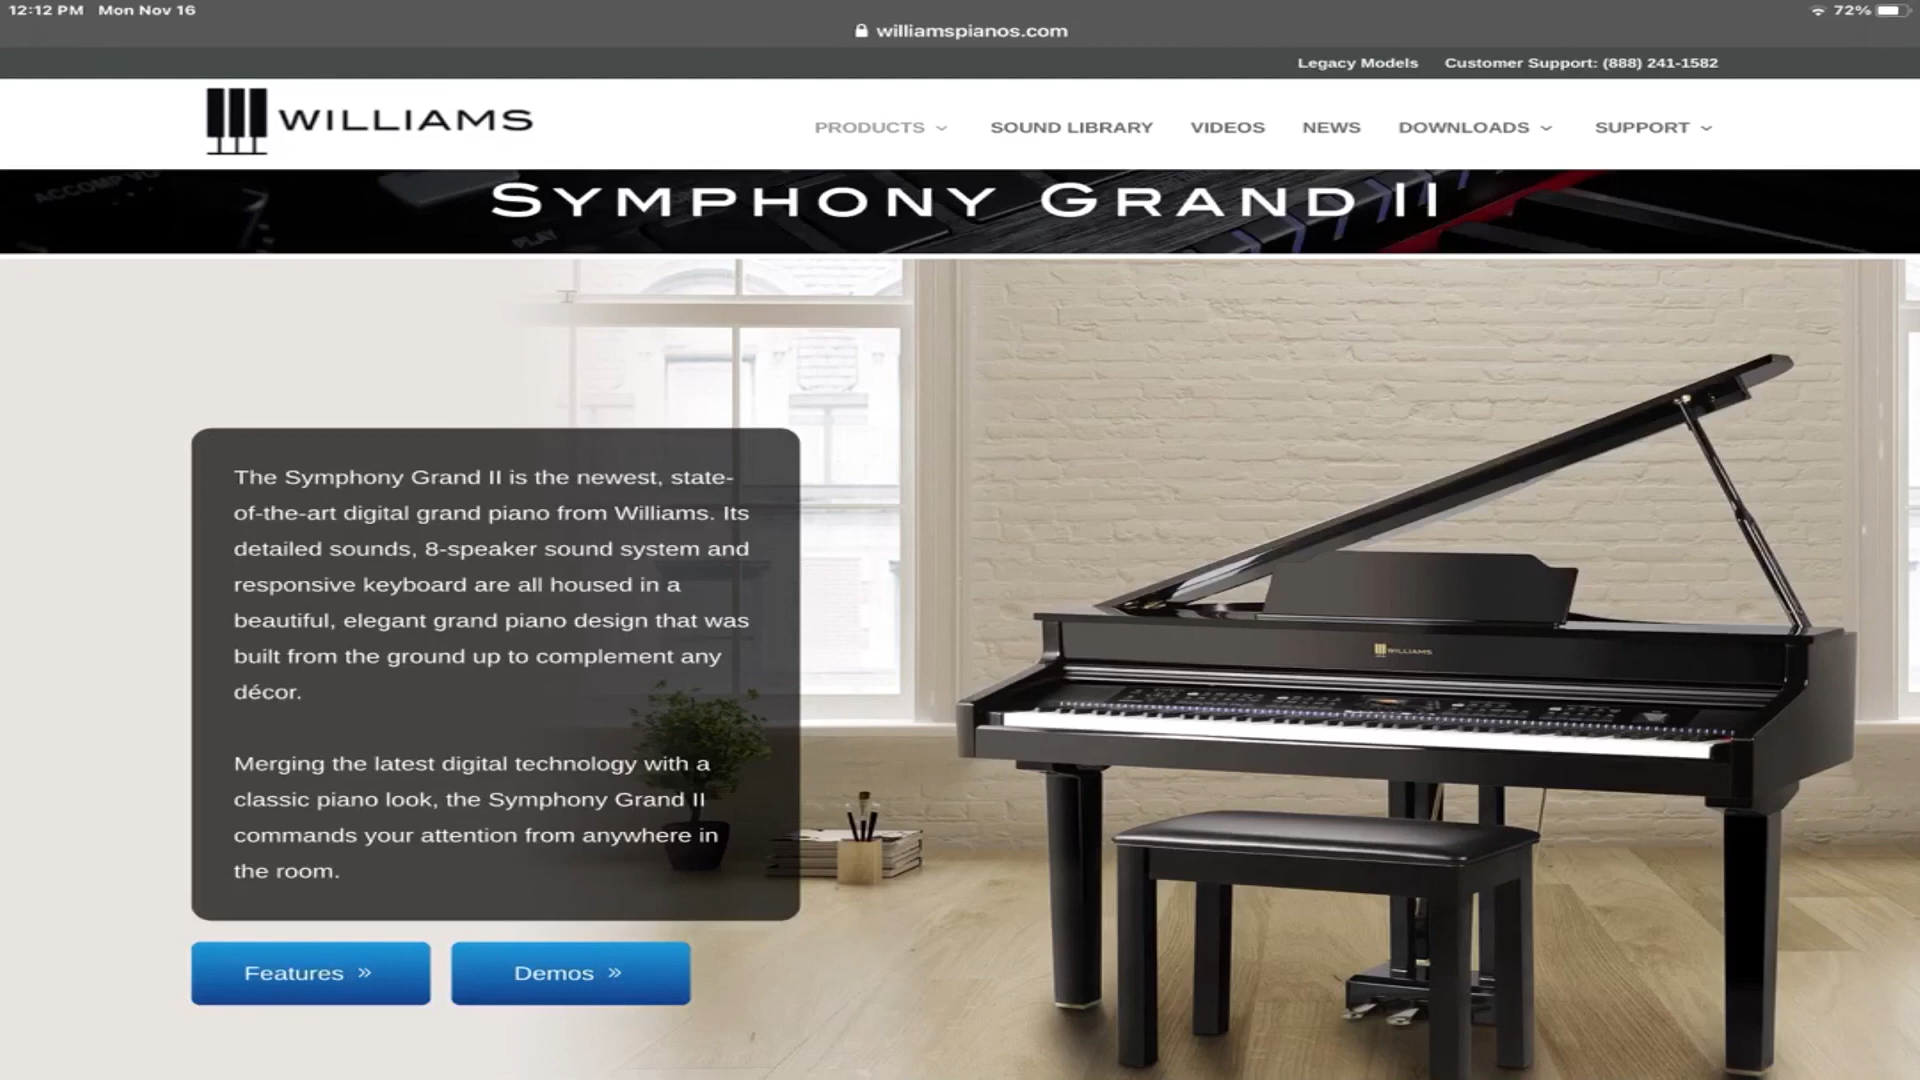 12:12 PM Mon Nov 16
72%
williamspianos.com
Legacy Models Customer Support: (888) 241-1582
WILLIAMS
PRODUCTS SOUND LIBRARY VIDEOS NEWS DOWNLOADS SUPPORT
ACCOMP VO
SYMPHONY GRAND II
PLAY
The Symphony Grand II is the newest, state-
of-the-art digital grand piano from Williams. Its
detailed sounds, 8-speaker sound system and
responsive keyboard are all housed in a
beautiful, elegant grand piano design that was
built from the ground up to complement any
décor.
Merging the latest digital technology with a
classic piano look, the Symphony Grand II
commands your attention from anywhere in
the room.
WILLIAMS
Features »
Demos »